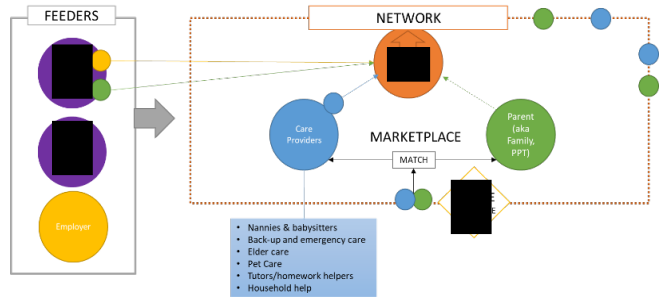 FEEDERS
NETWORK
Employer
Care
Providers
MARKETPLACE
MATCH
Parent
(aka
Family,
PPT)
• Nannies & babysitters
• Back-up and emergency care
• Elder care
• Pet Care
• Tutors/homework helpers
• Household help